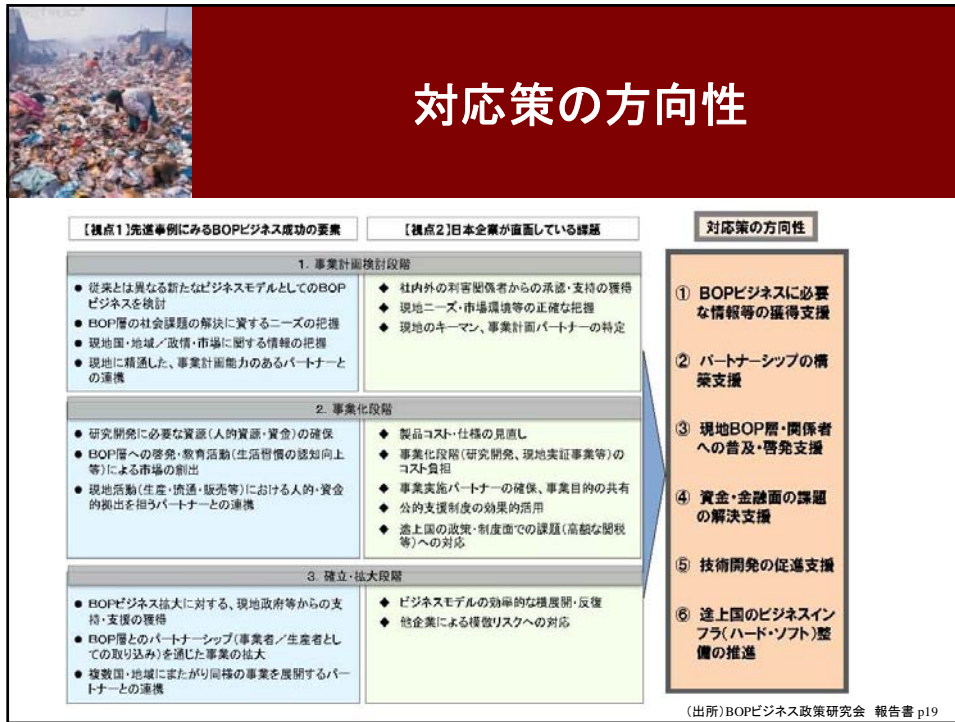 対応策の方向性
【視点1】先進事例にみるBOPビジネス成功の要素
【視点2】日本企業が直面している課題
対応策の方向性
1. 事業計画検討段階
● 従来とは異なる新たなビジネスモデルとしてのBOP
ビジネスを検討
● BOP層の社会課題の解決に資するニーズの把握
● 現地国・地域／政情・市場に関する情報の把握
● 現地に精通した、事業計画能力のあるパートナーと
の連携
◆ 社内外の利害関係者からの承認・支持の獲得
◆ 現地ニーズ・市場環境等の正確な把握
◆ 現地のキーマン、事業計画パートナーの特定
2. 事業化段階
● 研究開発に必要な資源（人的資源・資金）の確保
● BOP層への啓発・教育活動（生活習慣の認知向上
等）による市場の創出
● 現地活動（生産・流通・販売等）における人的・資金
的拠出を担うパートナーとの連携
◆ 製品コスト・仕様の見直し
◆ 事業化段階（研究開発、現地実証事業等）の
コスト負担
◆ 事業実施パートナーの確保、事業目的の共有
◆ 公的支援制度の効果的活用
◆ 途上国の政策・制度面での課題（高額な関税
等）への対応
3. 確立・拡大段階
● BOPビジネス拡大に対する、現地政府等からの支
持・支援の獲得
● BOP層とのパートナーシップ（事業者／生産者とし
ての取り込み）を通じた事業の拡大
● 複数国・地域にまたがり同様の事業を展開するパー
トナーとの連携
◆ ビジネスモデルの効率的な横展開・反復
◆ 他企業による模倣リスクへの対応
① BOPビジネスに必要
な情報等の獲得支援
② パートナーシップの構
築支援
③ 現地BOP層・関係者
への普及・啓発支援
④ 資金・金融面の課題
の解決支援
⑤ 技術開発の促進支援
⑥ 途上国のビジネスイン
フラ（ハード・ソフト）整
備の推進
（出所）BOPビジネス政策研究会 報告書 p19